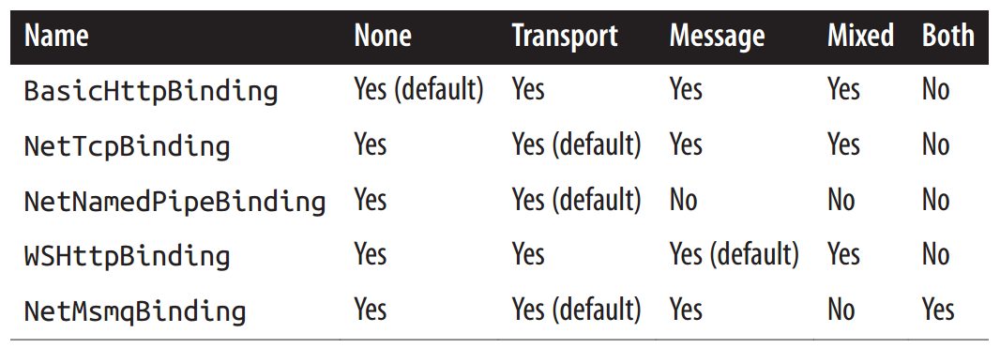 Name None Transport Message Mixed Both
BasicHttpBinding Yes (default) Yes Yes Yes No
NetTcpBinding Yes Yes (default) Yes Yes No
NetNamedPipeBinding Yes Yes (default) No No No
WSHttpBinding Yes Yes Yes (default) Yes No
NetMsmqBinding Yes Yes (default) Yes No Yes